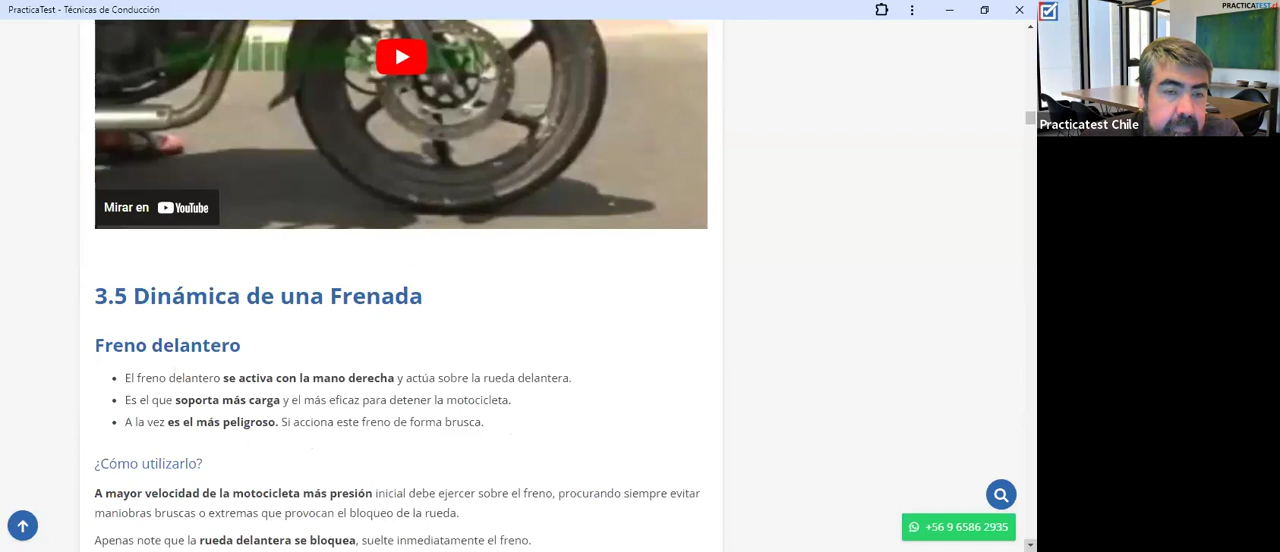 PracticaTest - Técnicas de Conducción
PRACTICATEST
Practicatest Chile
Mirar en YouTube
3.5 Dinámica de una Frenada
Freno delantero
• El freno delantero se activa con la mano derecha y actúa sobre la rueda delantera.
• Es el que soporta más carga y el más eficaz para detener la motocicleta.
• A la vez es el más peligroso. Si acciona este freno de forma brusca.
¿Cómo utilizarlo?
A mayor velocidad de la motocicleta más presión inicial debe ejercer sobre el freno, procurando siempre evitar
maniobras bruscas o extremas que provocan el bloqueo de la rueda.
+56 9 6586 2935
Apenas note que la rueda delantera se bloquea, suelte inmediatamente el freno.